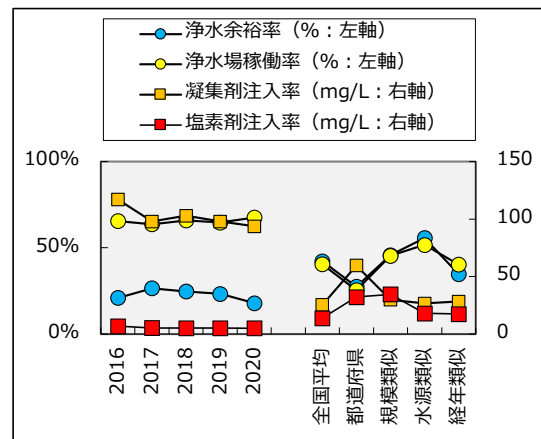 浄水余裕率（%：左軸）
浄水場稼働率（%：左軸）
凝集剤注入率（mg/L：右軸）
塩素剤注入率（mg/L：右軸）
100%
50%
0%
150
100
50
0
2016
2017
2018
2019
2020
全国平均
都道府県
規模類似
水源類似
経年類似